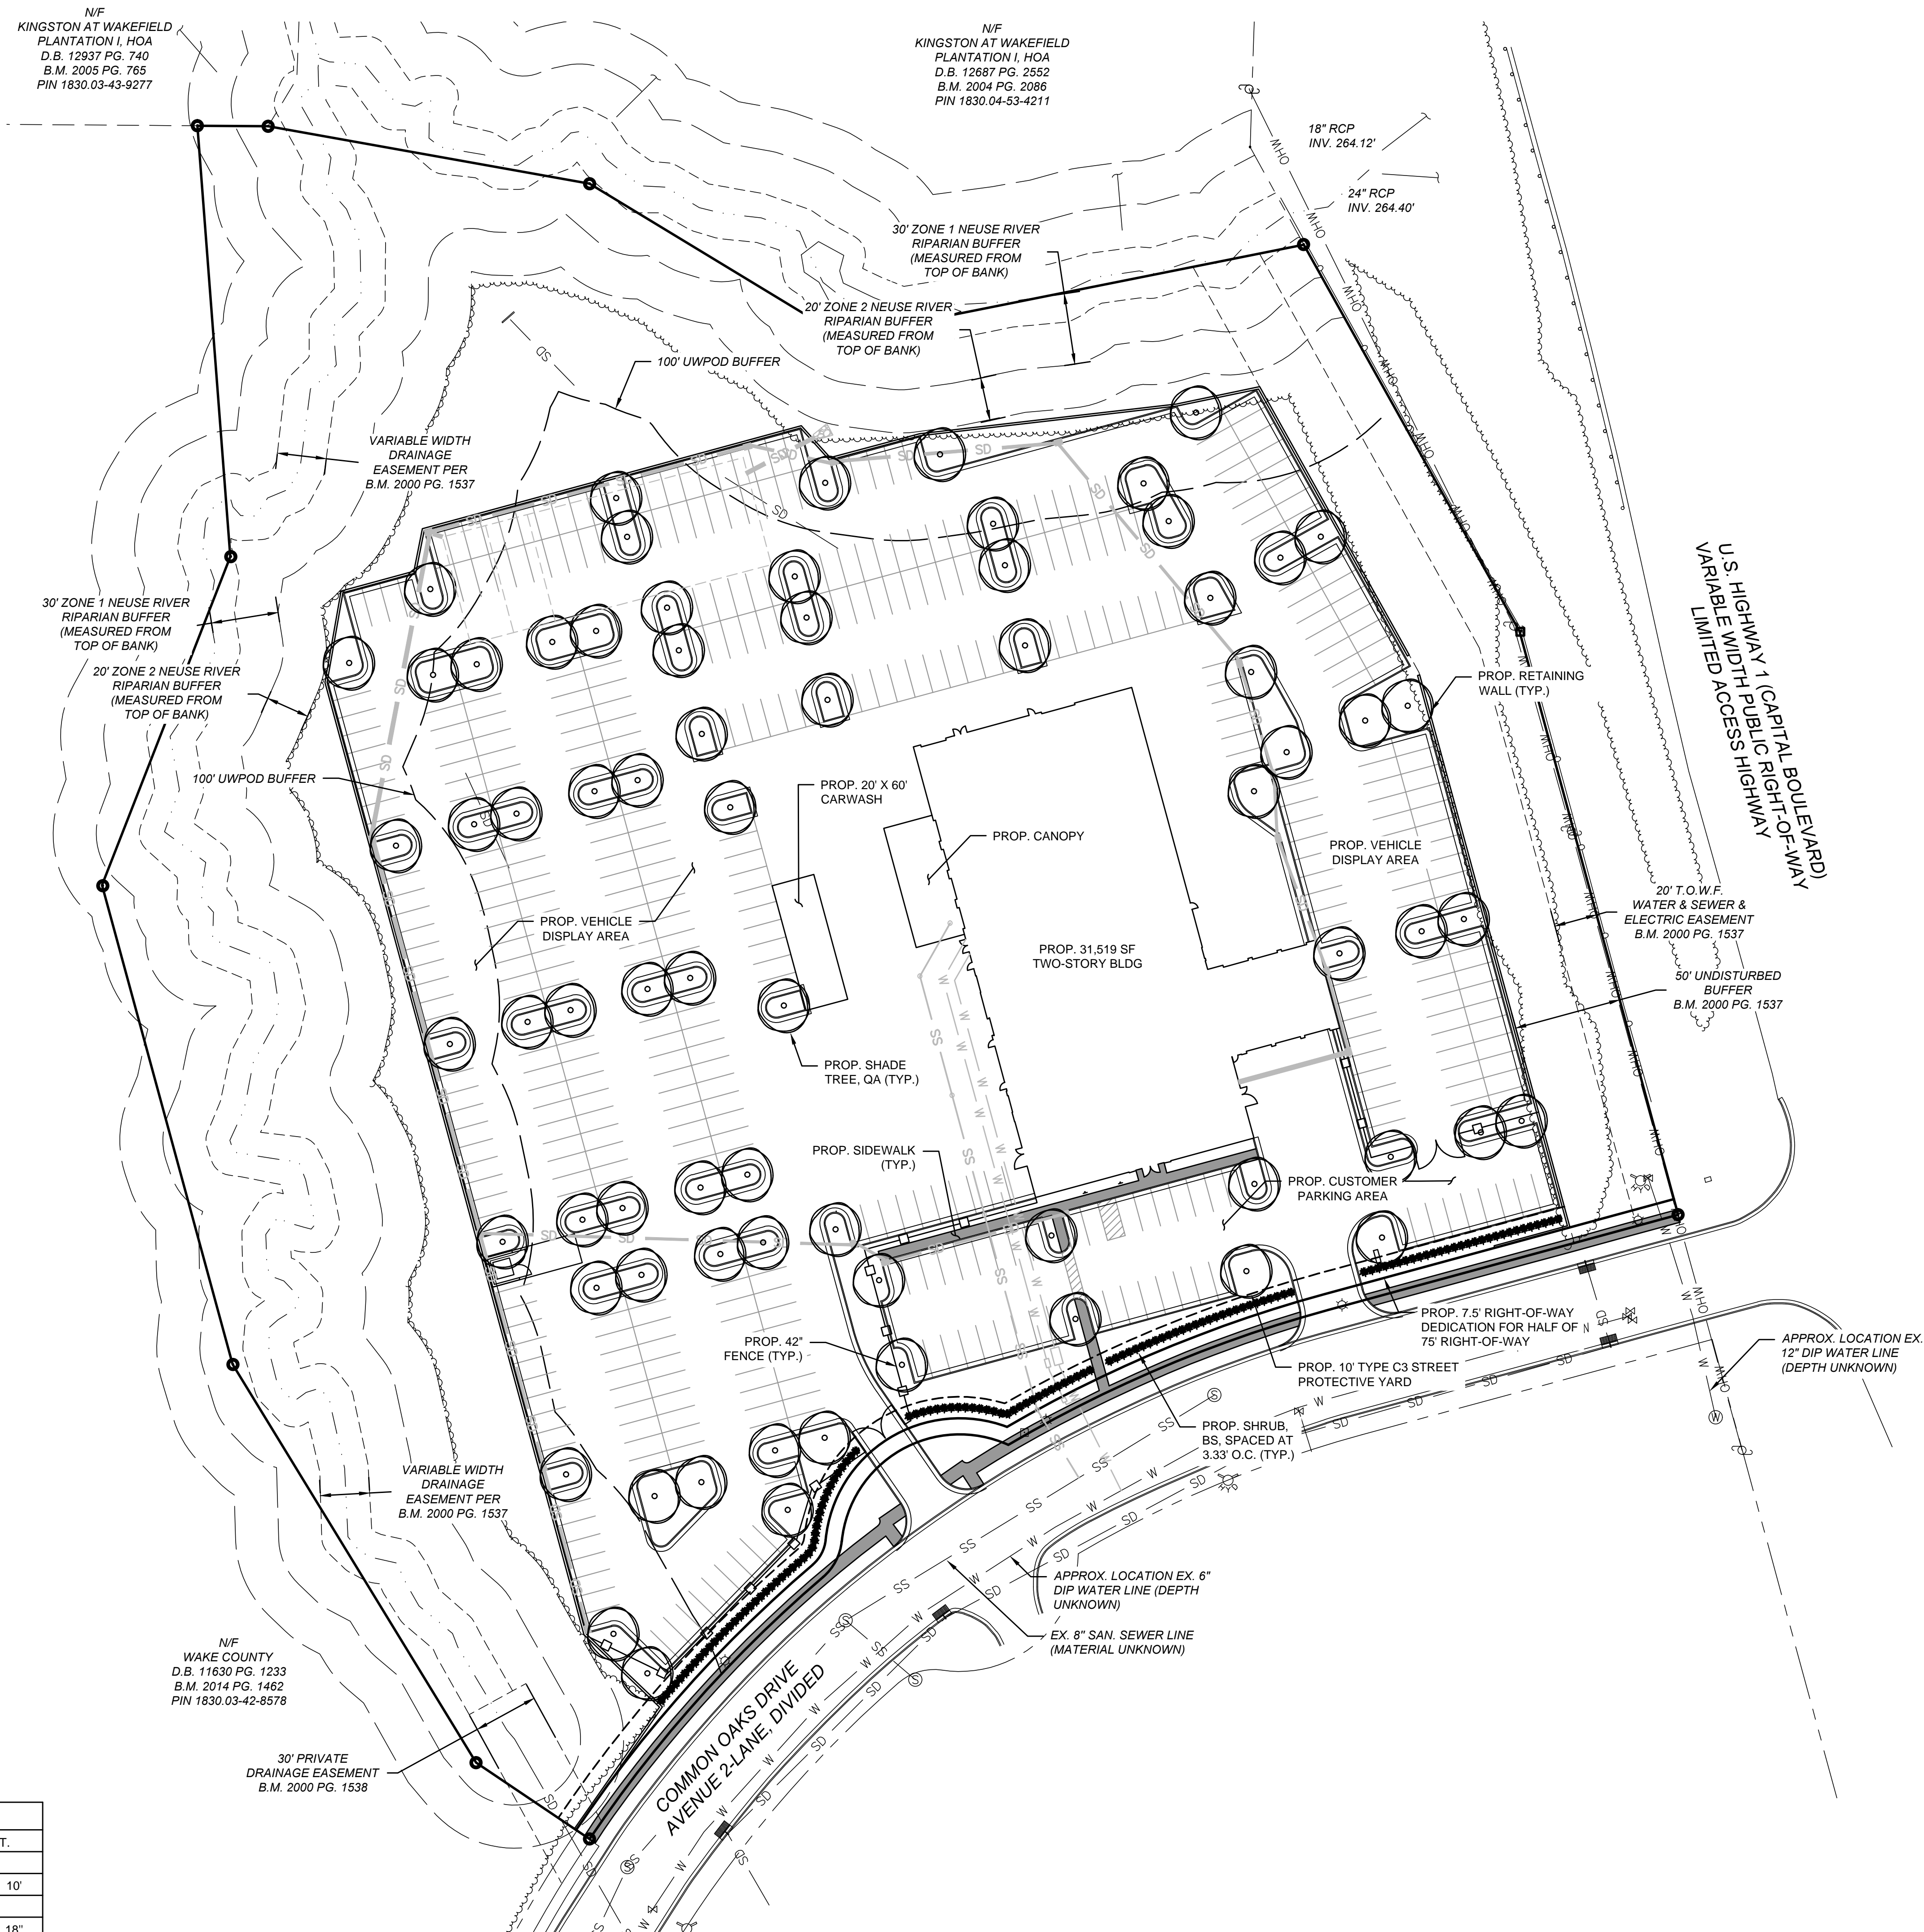 N/F
KINGSTON AT WAKEFIELD
PLANTATION I, HOA
D.B. 12937 PG. 740
B.M. 2005 PG. 765
PIN 1830.03-43-9277
N/F
KINGSTON AT WAKEFIELD
PLANTATION I, HOA
D.B. 12687 PG. 2552
B.M. 2004 PG. 2086
PIN 1830.04-53-4211
18" RCP
INV. 264.12'
24" RCP
INV. 264.40'
30' ZONE 1 NEUSE RIVER
RIPARIAN BUFFER
(MEASURED FROM
TOP OF BANK)
20' ZONE 2 NEUSE RIVER
RIPARIAN BUFFER
(MEASURED FROM
TOP OF BANK)
100' UWPOD BUFFER
VARIABLE WIDTH
DRAINAGE
EASEMENT PER
B.M. 2000 PG. 1537
30' ZONE 1 NEUSE RIVER
RIPARIAN BUFFER
(MEASURED FROM
TOP OF BANK)
20' ZONE 2 NEUSE RIVER
RIPARIAN BUFFER
(MEASURED FROM
TOP OF BANK)
100' UWPOD BUFFER
U.S. HIGHWAY 1 (CAPITAL BOULEVARD)
VARIABLE WIDTH PUBLIC RIGHT-OF-WAY
LIMITED ACCESS HIGHWAY
PROP. RETAINING
WALL (TYP.)
PROP. 20' X 60'
CARWASH
PROP. CANOPY
PROP. VEHICLE
DISPLAY AREA
PROP. VEHICLE
DISPLAY AREA
PROP. 31,519 SF
TWO-STORY BLDG
20' T.O.W.F.
WATER & SEWER &
ELECTRIC EASEMENT
B.M. 2000 PG. 1537
50' UNDISTURBED
BUFFER
B.M. 2000 PG. 1537
PROP. SHADE
TREE, QA (TYP.)
PROP. SIDEWALK
(TYP.)
PROP. CUSTOMER
PARKING AREA
PROP. 42"
FENCE (TYP.)
PROP. 7.5' RIGHT-OF-WAY
DEDICATION FOR HALF OF
75' RIGHT-OF-WAY
PROP. 10' TYPE C3 STREET
PROTECTIVE YARD
APPROX. LOCATION EX.
12" DIP WATER LINE
(DEPTH UNKNOWN)
PROP. SHRUB,
BS, SPACED AT
3.33' O.C. (TYP.)
VARIABLE WIDTH
DRAINAGE
EASEMENT PER
B.M. 2000 PG. 1537
APPROX. LOCATION EX. 6"
DIP WATER LINE (DEPTH
UNKNOWN)
EX. 8" SAN. SEWER LINE
(MATERIAL UNKNOWN)
N/F
WAKE COUNTY
D.B. 11630 PG. 1233
B.M. 2014 PG. 1462
PIN 1830.03-42-8578
COMMON OAKS DRIVE
AVENUE 2-LANE, DIVIDED
30' PRIVATE
DRAINAGE EASEMENT
B.M. 2000 PG. 1538
T.
10'
18"